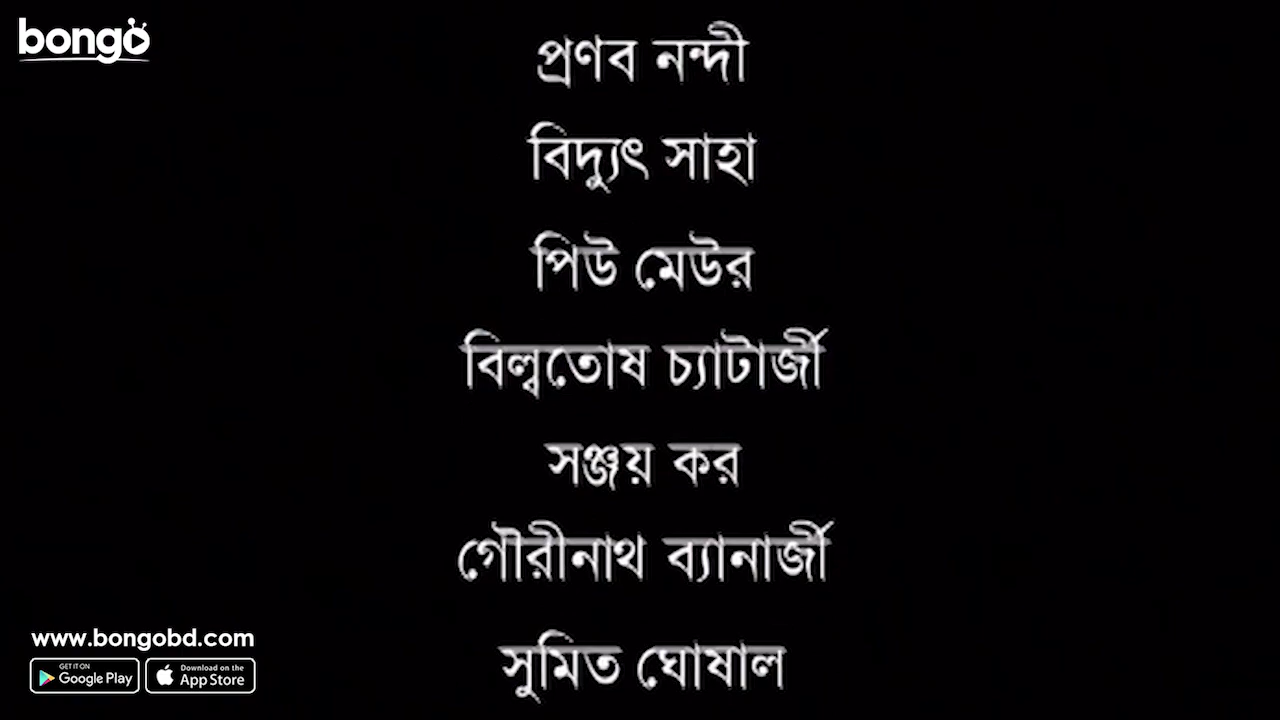 bongo
প্রণব নন্দী
বিদ্যুৎ সাহা
পিউ মেউর
বিল্বতোষ চ্যাটার্জী
সঞ্জয় কর
গৌরীনাথ ব্যানার্জী
সুমিত ঘোষাল
www.bongobd.com
GET IT ON Google Play
Download on the App Store